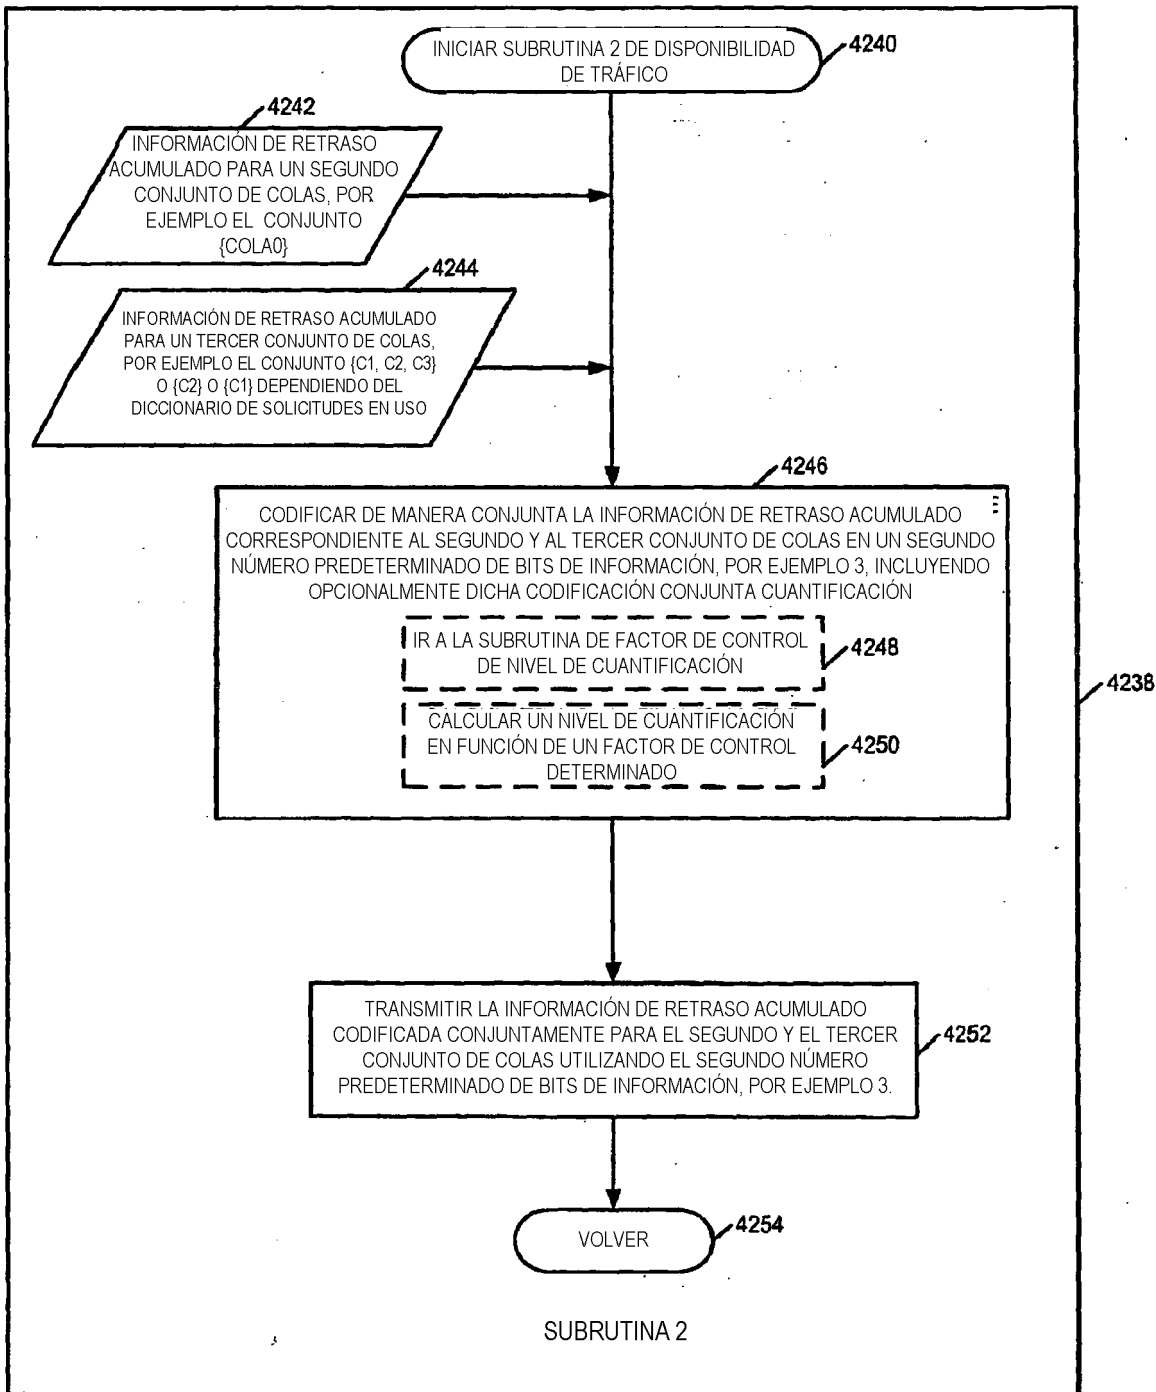 INICIAR SUBRUTINA 2 DE DISPONIBILIDAD
DE TRÁFICO
4240
4242
INFORMACIÓN DE RETRASO
ACUMULADO PARA UN SEGUNDO
CONJUNTO DE COLAS, POR
EJEMPLO EL CONJUNTO
{COLA0}
4244
INFORMACIÓN DE RETRASO ACUMULADO
PARA UN TERCER CONJUNTO DE COLAS,
POR EJEMPLO EL CONJUNTO {C1, C2, C3}
O {C2} O {C1} DEPENDIENDO DEL
DICCIONARIO DE SOLICITUDES EN USO
4246
CODIFICAR DE MANERA CONJUNTA LA INFORMACIÓN DE RETRASO ACUMULADO
CORRESPONDIENTE AL SEGUNDO Y AL TERCER CONJUNTO DE COLAS EN UN SEGUNDO
NÚMERO PREDETERMINADO DE BITS DE INFORMACIÓN, POR EJEMPLO 3, INCLUYENDO
OPCIONALMENTE DICHA CODIFICACIÓN CONJUNTA CUANTIFICACIÓN
IR A LA SUBRUTINA DE FACTOR DE CONTROL
DE NIVEL DE CUANTIFICACIÓN
4248
4238
CALCULAR UN NIVEL DE CUANTIFICACIÓN
EN FUNCIÓN DE UN FACTOR DE CONTROL
DETERMINADO
4250
TRANSMITIR LA INFORMACIÓN DE RETRASO ACUMULADO
CODIFICADA CONJUNTAMENTE PARA EL SEGUNDO Y EL TERCER
CONJUNTO DE COLAS UTILIZANDO EL SEGUNDO NÚMERO
PREDETERMINADO DE BITS DE INFORMACIÓN, POR EJEMPLO 3.
4252
VOLVER
4254
SUBRUTINA 2